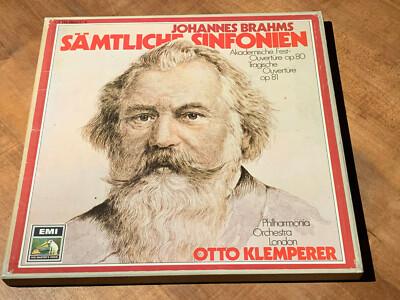 JOHANNES BRAHMS
SÄMTLICHE SINFONIEN
Akademische Fest-
Ouvertüre op.80
Tragische
Ouvertüre
op 81
Philharmonia
Orchestra
London
OTTO KLEMPERER
EMI